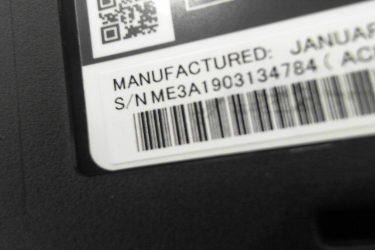 MANUFACTURED: JANUAR
S/N ME3A1903134784 ( AC